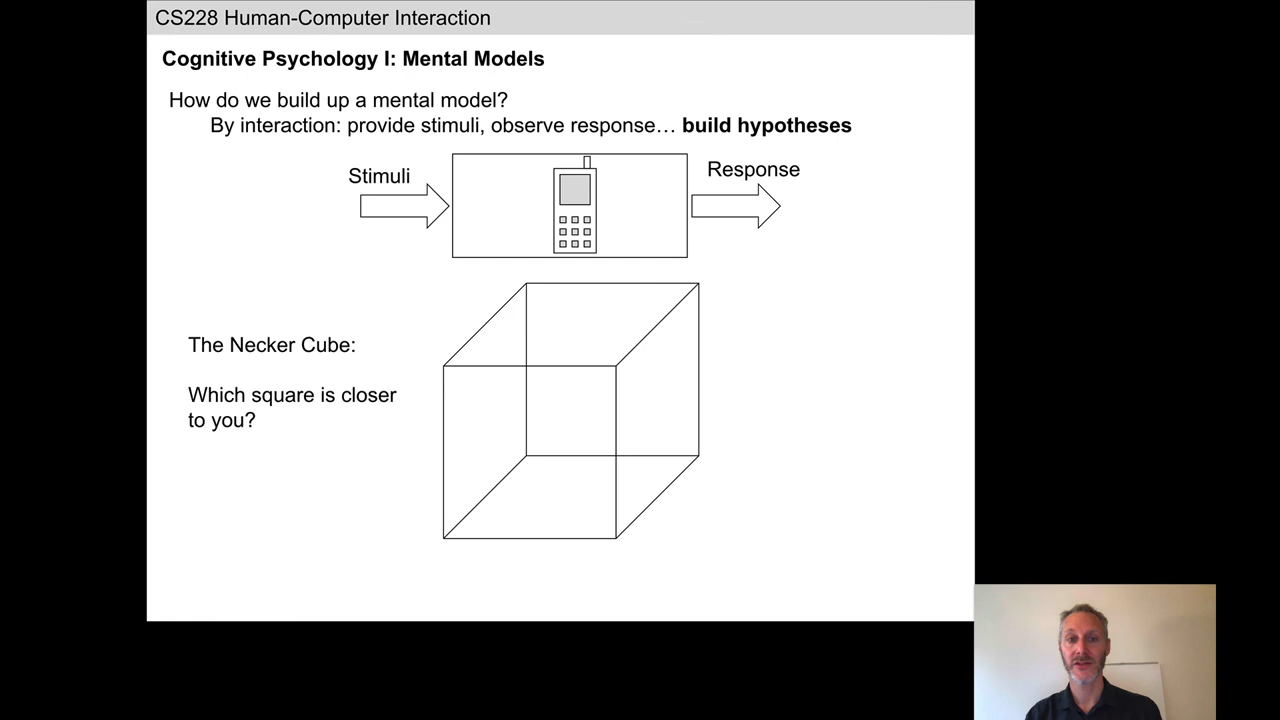 CS228 Human-Computer Interaction
Cognitive Psychology I: Mental Models
How do we build up a mental model?
By interaction: provide stimuli, observe response… build hypotheses
Stimuli
Response
The Necker Cube:
Which square is closer
to you?